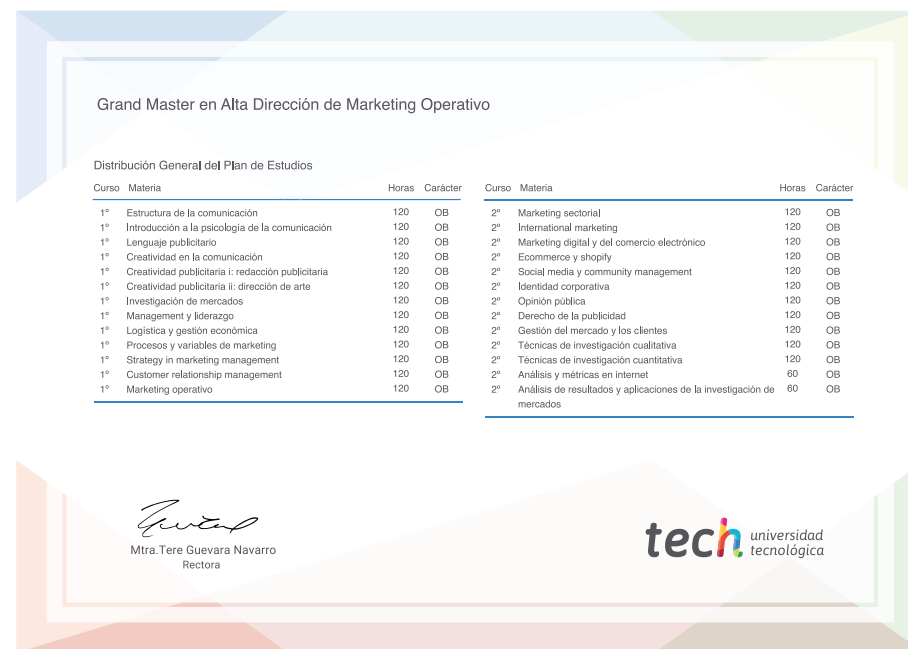 Grand Master en Alta Dirección de Marketing Operativo
Distribución General del Plan de Estudios
Curso Materia Horas Carácter
1º Estructura de la comunicación 120 OB
1º Introducción a la psicología de la comunicación 120 OB
1º Lenguaje publicitario 120 OB
1º Creatividad en la comunicación 120 OB
1º Creatividad publicitaria i: redacción publicitaria 120 OB
1º Creatividad publicitaria ii: dirección de arte 120 OB
1º Investigación de mercados 120 OB
1º Management y liderazgo 120 OB
1º Logística y gestión económica 120 OB
1º Procesos y variables de marketing 120 OB
1º Strategy in marketing management 120 OB
1º Customer relationship management 120 OB
1º Marketing operativo 120 OB
Curso Materia Horas Carácter
2º Marketing sectorial 120 OB
2º International marketing 120 OB
2º Marketing digital y del comercio electrónico 120 OB
2º Ecommerce y shopify 120 OB
2º Social media y community management 120 OB
2º Identidad corporativa 120 OB
2º Opinión pública 120 OB
2º Derecho de la publicidad 120 OB
2º Gestión del mercado y los clientes 120 OB
2º Técnicas de investigación cualitativa 120 OB
2º Técnicas de investigación cuantitativa 120 OB
2º Análisis y métricas en internet 60 OB
2º Análisis de resultados y aplicaciones de la investigación de 60 OB
mercados
Mtra.Tere Guevara Navarro
Rectora
tech universidad
tecnológica